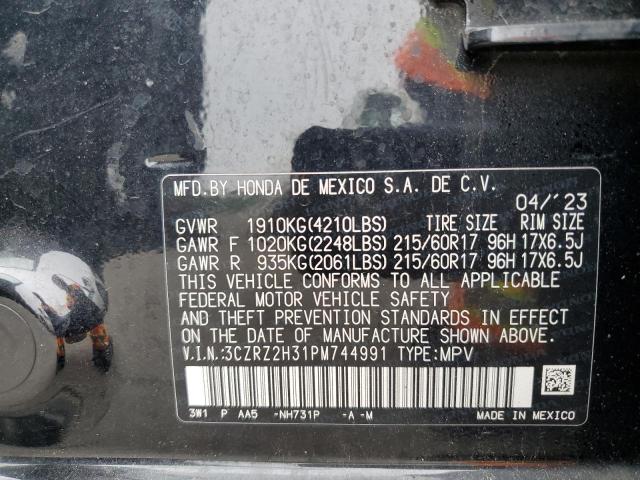 MFD. BY HONDA DE MEXICO S.A. DE C.V.
04/'23
GVWR 1910KG(4210LBS) TIRE SIZE RIM SIZE
GAWR F 1020KG(2248LBS) 215/60R17 96H 17X6.5J
GAWR R 935KG(2061LBS) 215/60R17 96H 17X6.5J
THIS VEHICLE CONFORMS TO ALL APPLICABLE
FEDERAL MOTOR VEHICLE SAFETY
AND THEFT PREVENTION STANDARDS IN EFFECT
ON THE DATE OF MANUFACTURE SHOWN ABOVE.
V.I.N.:3CZRZ2H31PM744991 TYPE:MPV
3W1 P AA5 -NH731P -A -M MADE IN MEXICO